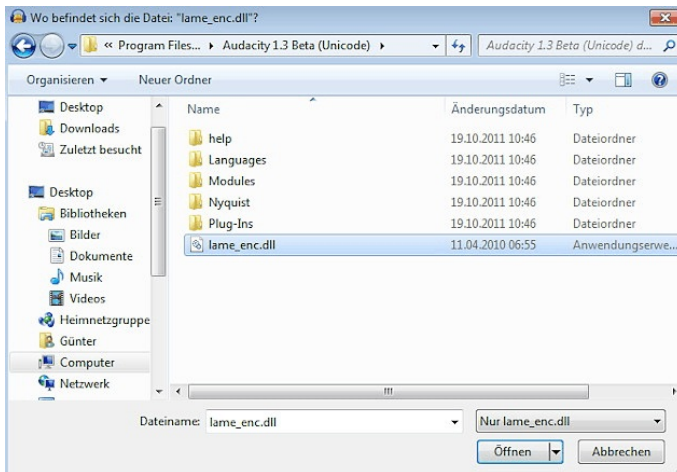 Wo befindet sich die Datei: "lame_enc.dll"?
« Program Files... Audacity 1.3 Beta (Unicode)
Audacity 1.3 Beta (Unicode) d...
Organisieren Neuer Ordner
Desktop
Downloads
Zuletzt besucht
Desktop
Bibliotheken
Bilder
Dokumente
Musik
Videos
Heimnetzgruppe
Günter
Computer
Netzwerk
Name Änderungsdatum Typ
help 19.10.2011 10:46 Dateiordner
Languages 19.10.2011 10:46 Dateiordner
Modules 19.10.2011 10:46 Dateiordner
Nyquist 19.10.2011 10:46 Dateiordner
Plug-Ins 19.10.2011 10:46 Dateiordner
lame_enc.dll 11.04.2010 06:55 Anwendungserwe...
Dateiname: lame_enc.dll Nur lame_enc.dll
Öffnen Abbrechen